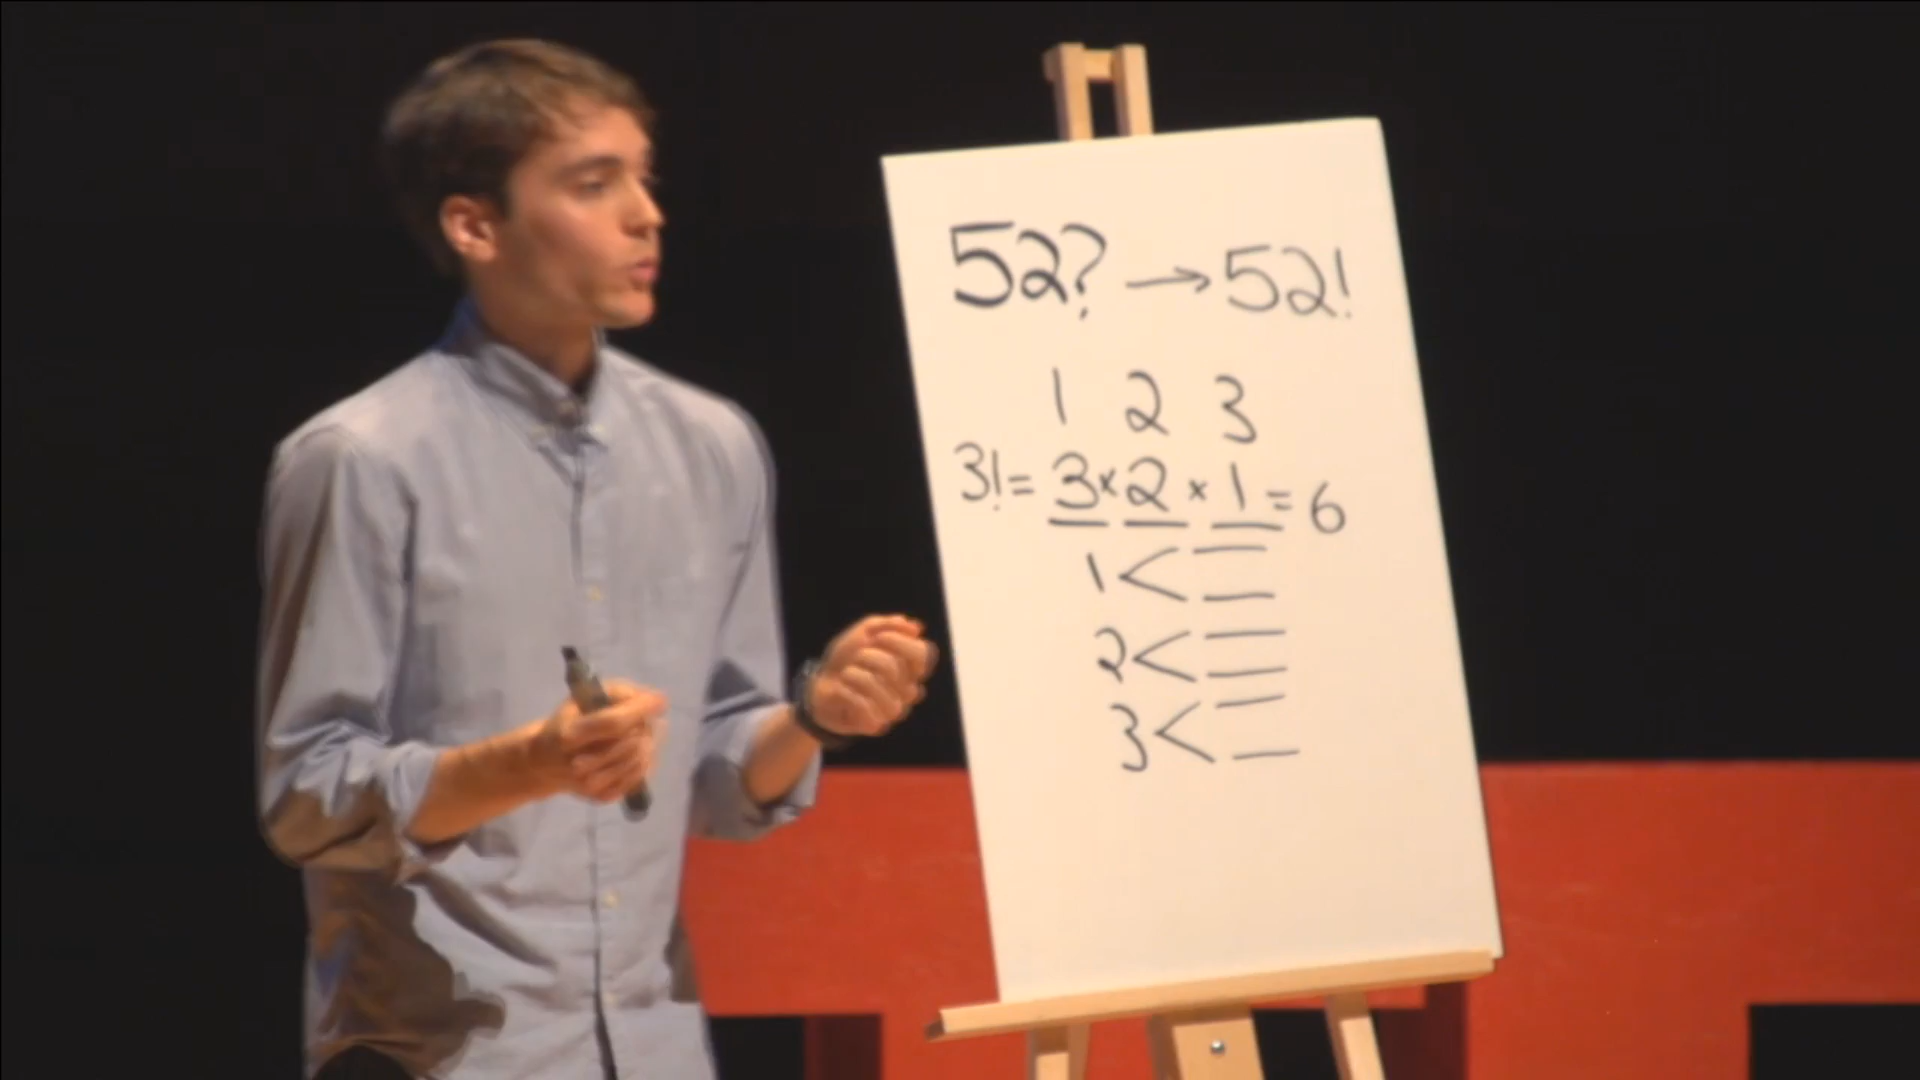 52? → 52!
1 2 3
3! = 3 × 2 × 1 = 6
1 <
2 <
3 <